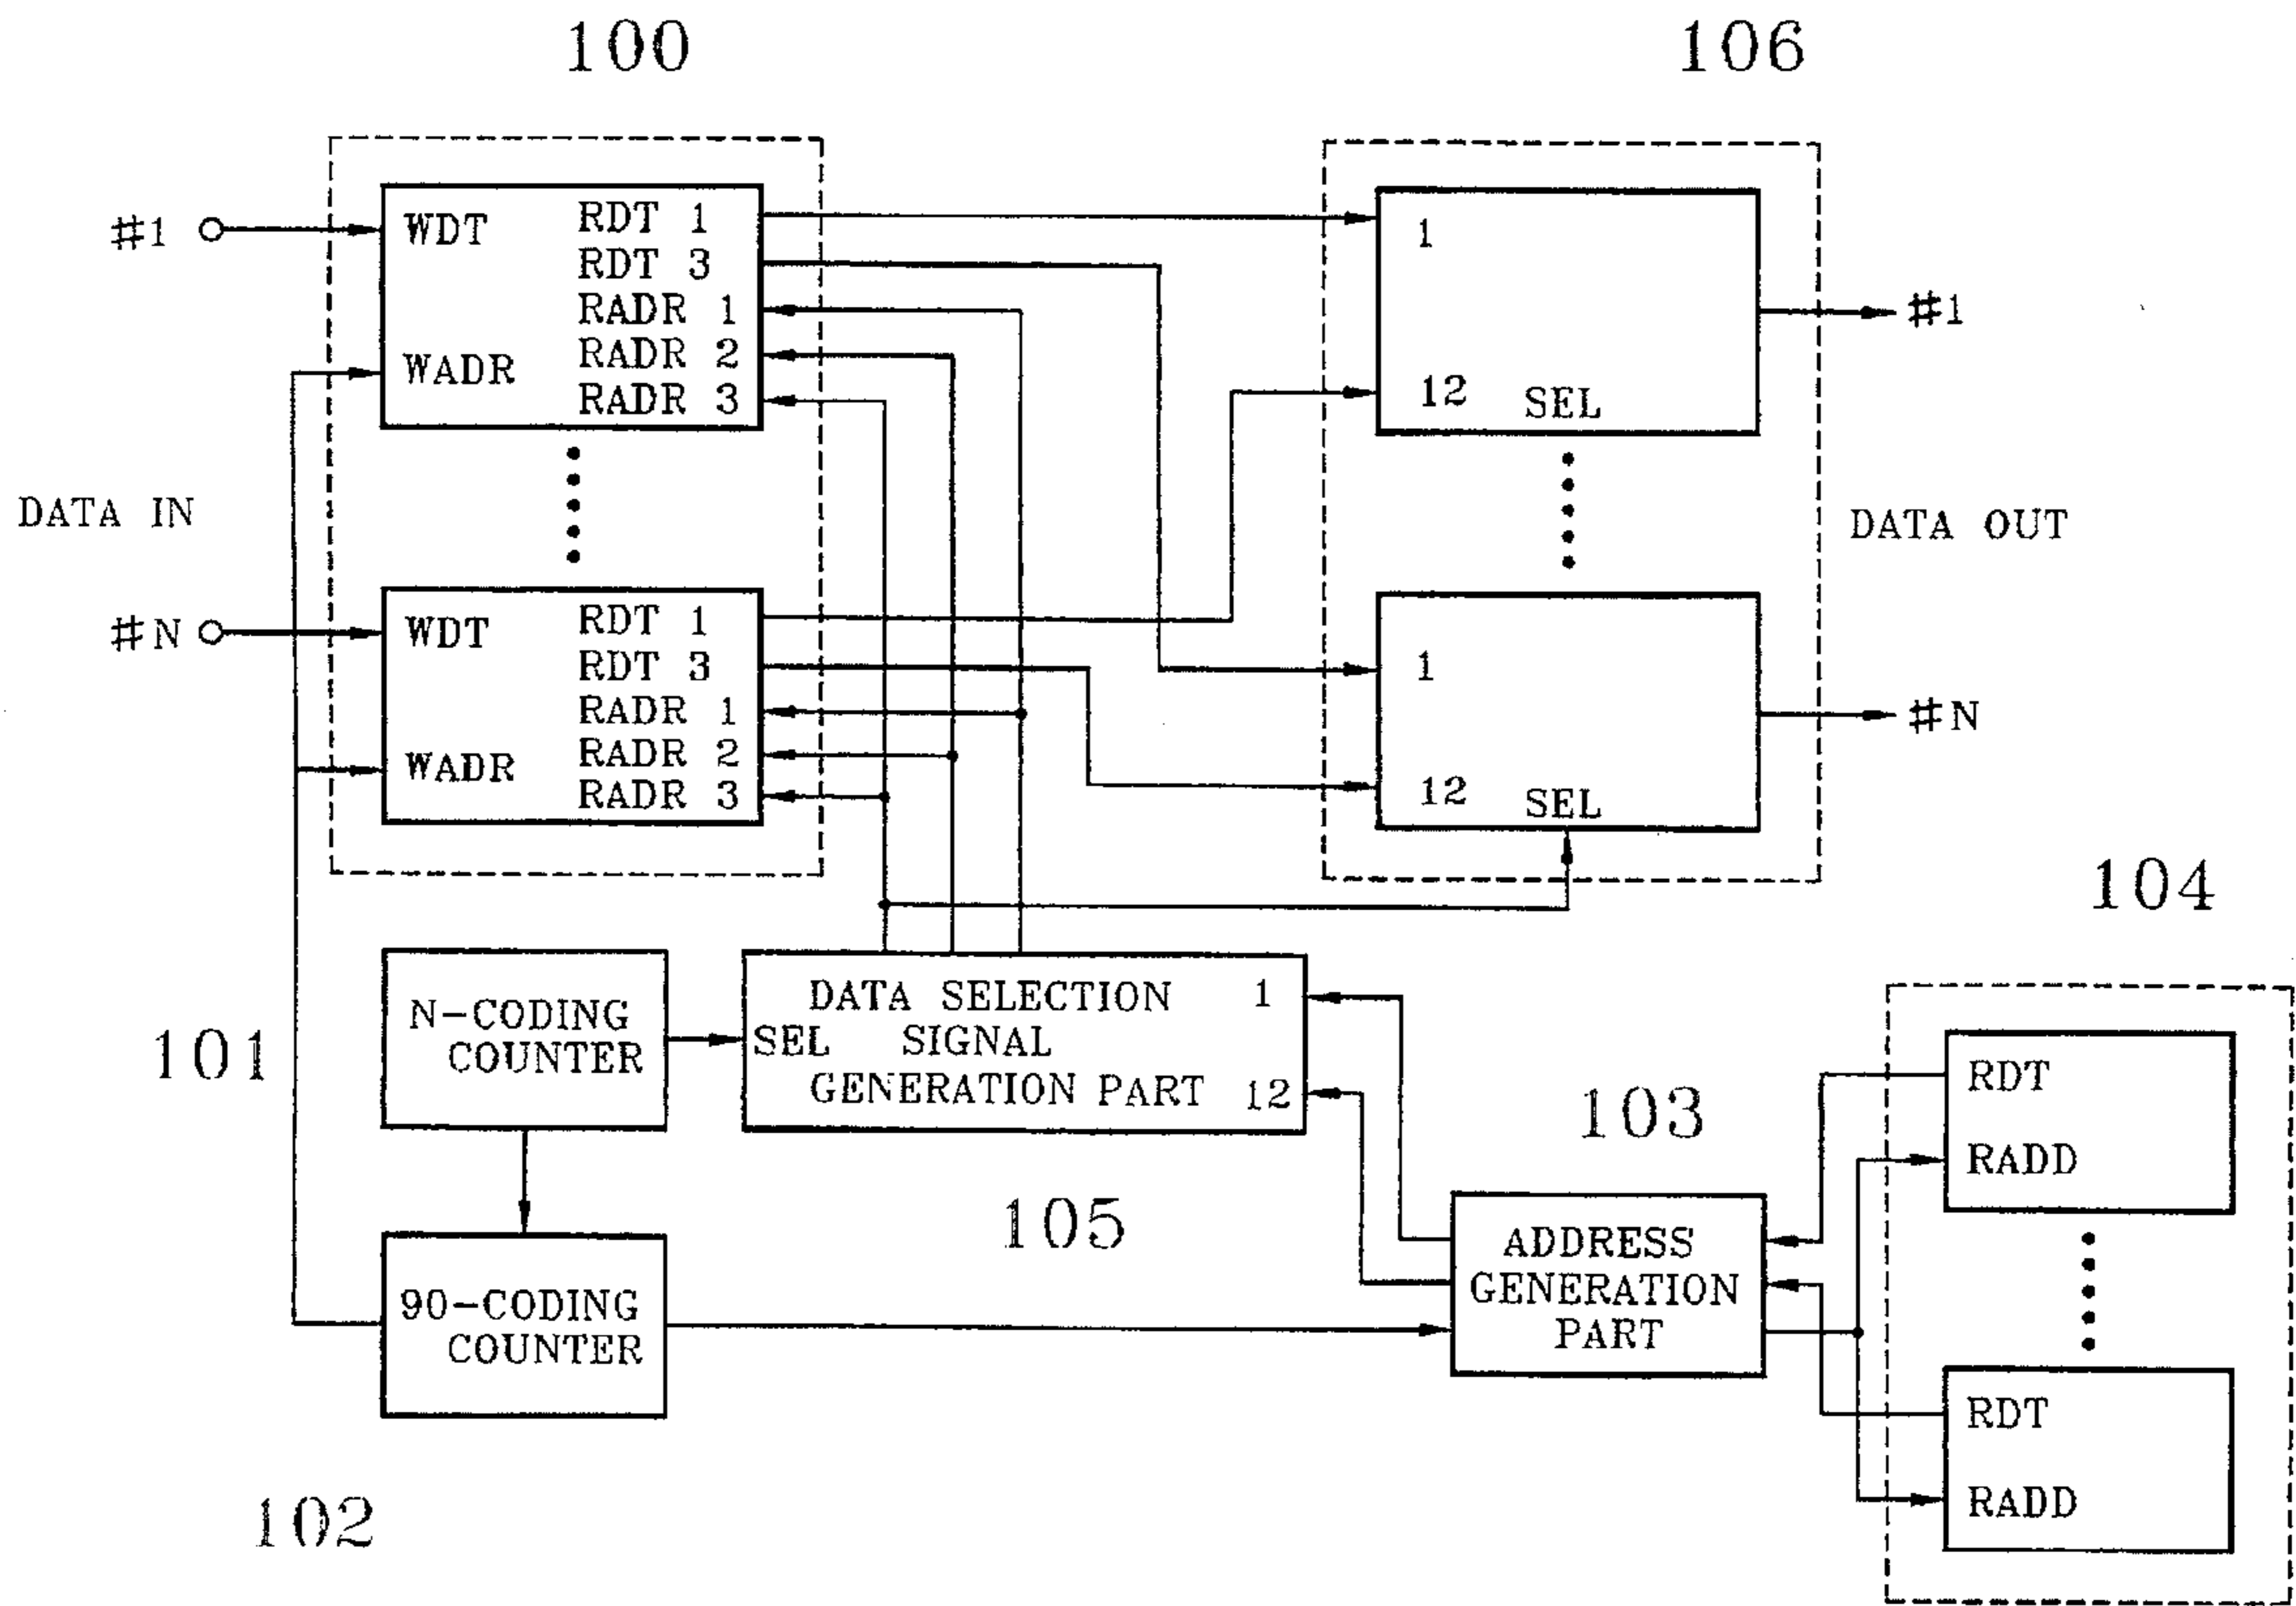 100
106
#1
WDT
RDT 1
RDT 3
RADR 1
RADR 2
RADR 3
WADR
1
12
SEL
#1
DATA IN
DATA OUT
#N
WDT
RDT 1
RDT 3
RADR 1
RADR 2
RADR 3
WADR
1
12
SEL
#N
104
101
N-CODING
COUNTER
DATA SELECTION 1
SEL SIGNAL
GENERATION PART 12
105
103
RDT
RADD
90-CODING
COUNTER
ADDRESS
GENERATION
PART
RDT
RADD
102